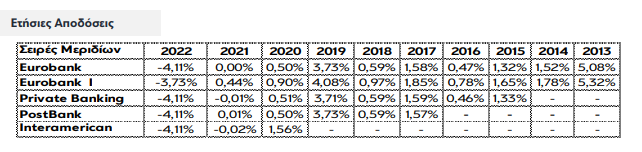 Ετήσιες Αποδόσεις
Σειρές Μεριδίων 2022 2021 2020 2019 2018 2017 2016 2015 2014 2013
Eurobank -4,11% 0,00% 0,50% 3,73% 0,59% 1,58% 0,47% 1,32% 1,52% 5,08%
Eurobank I -3,73% 0,44% 0,90% 4,08% 0,97% 1,85% 0,78% 1,65% 1,78% 5,32%
Private Banking -4,11% -0,01% 0,51% 3,71% 0,59% 1,59% 0,46% 1,33% - -
PostBank -4,11% 0,01% 0,50% 3,73% 0,59% 1,57% - - - -
Interamerican -4,11% -0,02% 1,56% - - - - - - -